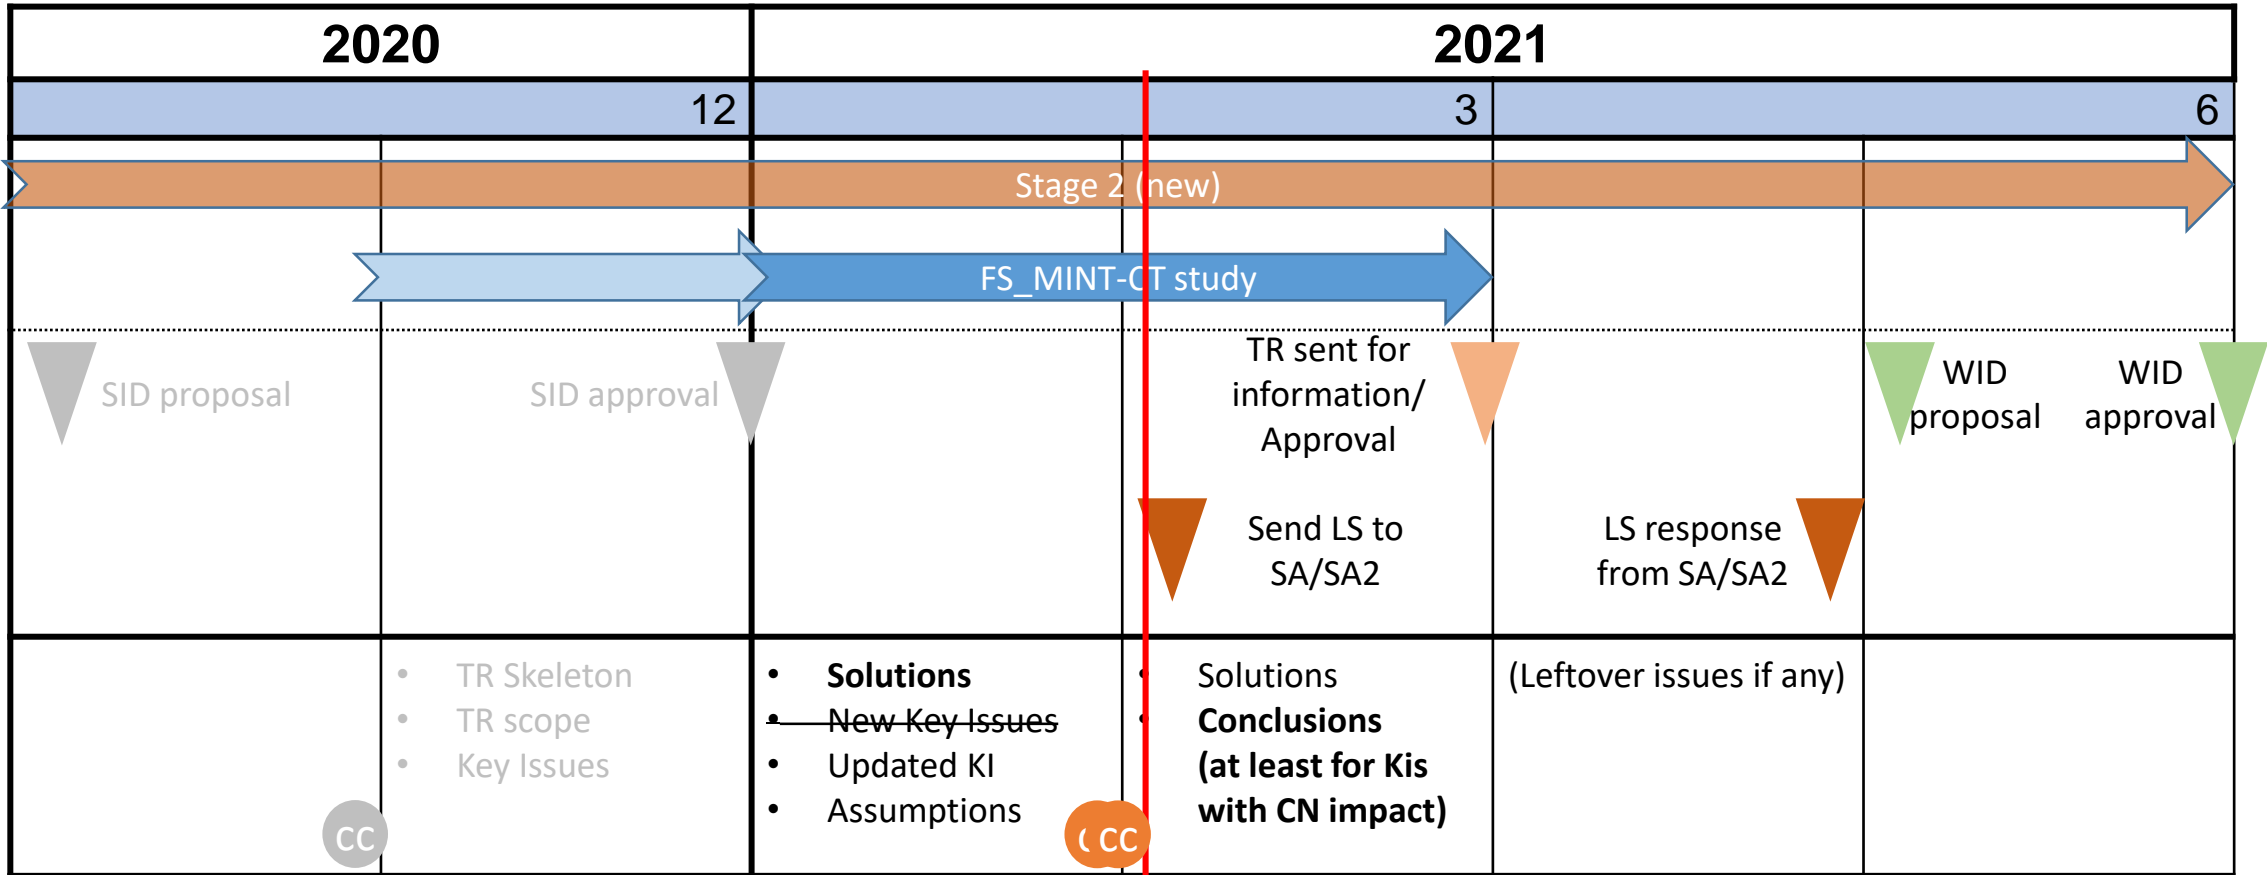 2020
2021
12
3
6
Stage 2 (new)
FS_MINT-CT study
SID proposal
SID approval
TR sent for
information/
Approval
WID
proposal
WID
approval
Send LS to
SA/SA2
LS response
from SA/SA2
• TR Skeleton
• TR scope
• Key Issues
• Solutions
• New Key Issues
• Updated KI
• Assumptions
• Solutions
• Conclusions
(at least for Kis
with CN impact)
(Leftover issues if any)
CC
CC